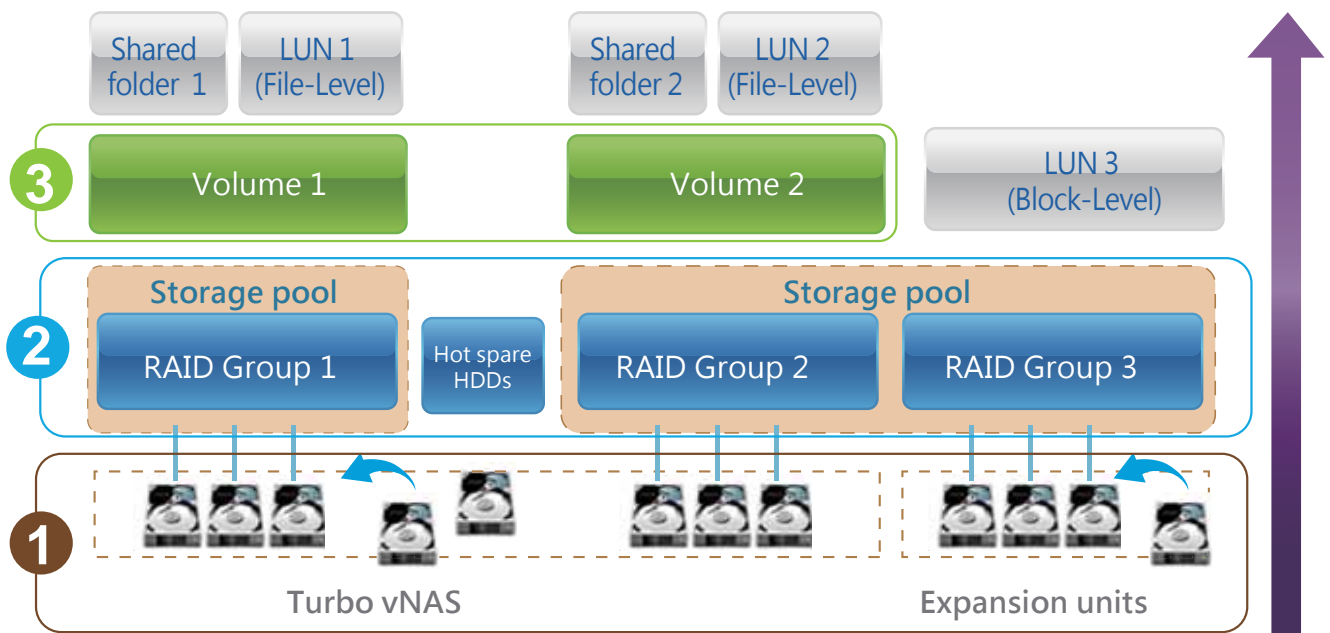 Shared
folder 1
LUN 1
(File-Level)
Shared
folder 2
LUN 2
(File-Level)
3
Volume 1
Volume 2
LUN 3
(Block-Level)
2
Storage pool
RAID Group 1
Hot spare
HDDs
Storage pool
RAID Group 2
RAID Group 3
1
Turbo vNAS
Expansion units